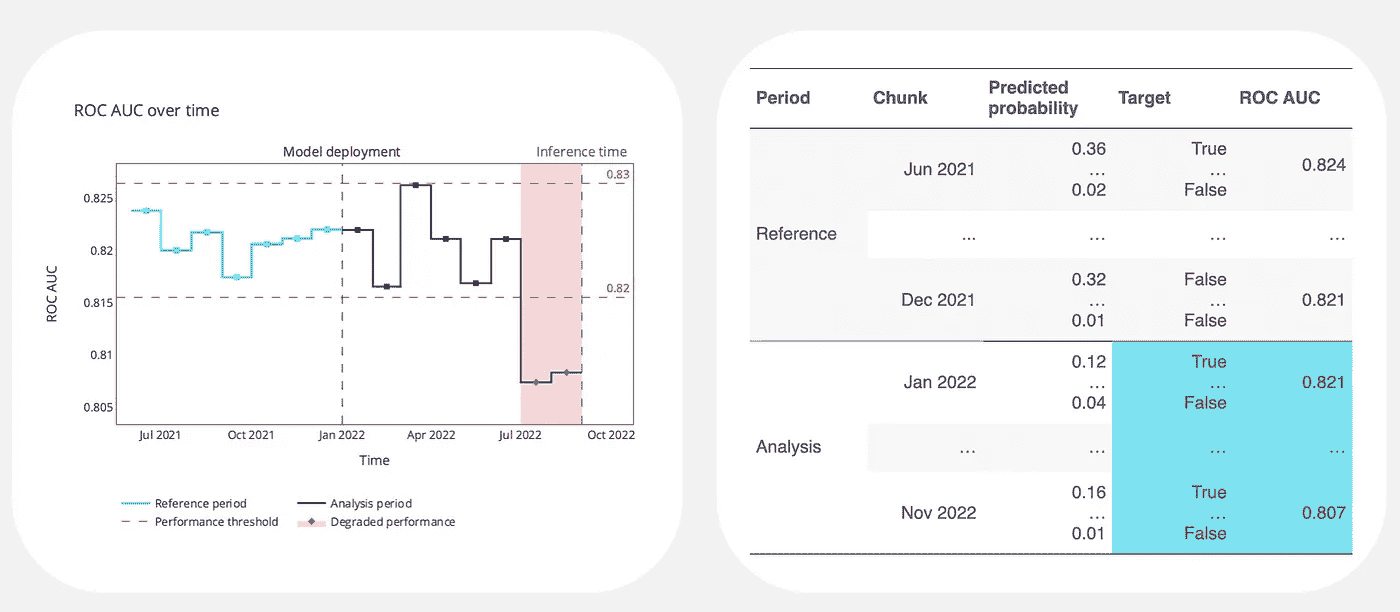 ROC AUC over time
Model deployment
Inference time
0.83
0.825
0.82
0.82
0.815
0.81
0.805
ROC AUC
Jul 2021
Oct 2021
Jan 2022
Apr 2022
Jul 2022
Oct 2022
Time
Reference period
Analysis period
Performance threshold
Degraded performance
Period Chunk Predicted probability Target ROC AUC
Reference
Jun 2021
0.36 True
... ...
0.02 False
0.824
... ... ... ...
Dec 2021
0.32 False
... ...
0.01 False
0.821
Analysis
Jan 2022
0.12 True
... ...
0.04 False
0.821
... ... ... ...
Nov 2022
0.16 True
... ...
0.01 False
0.807